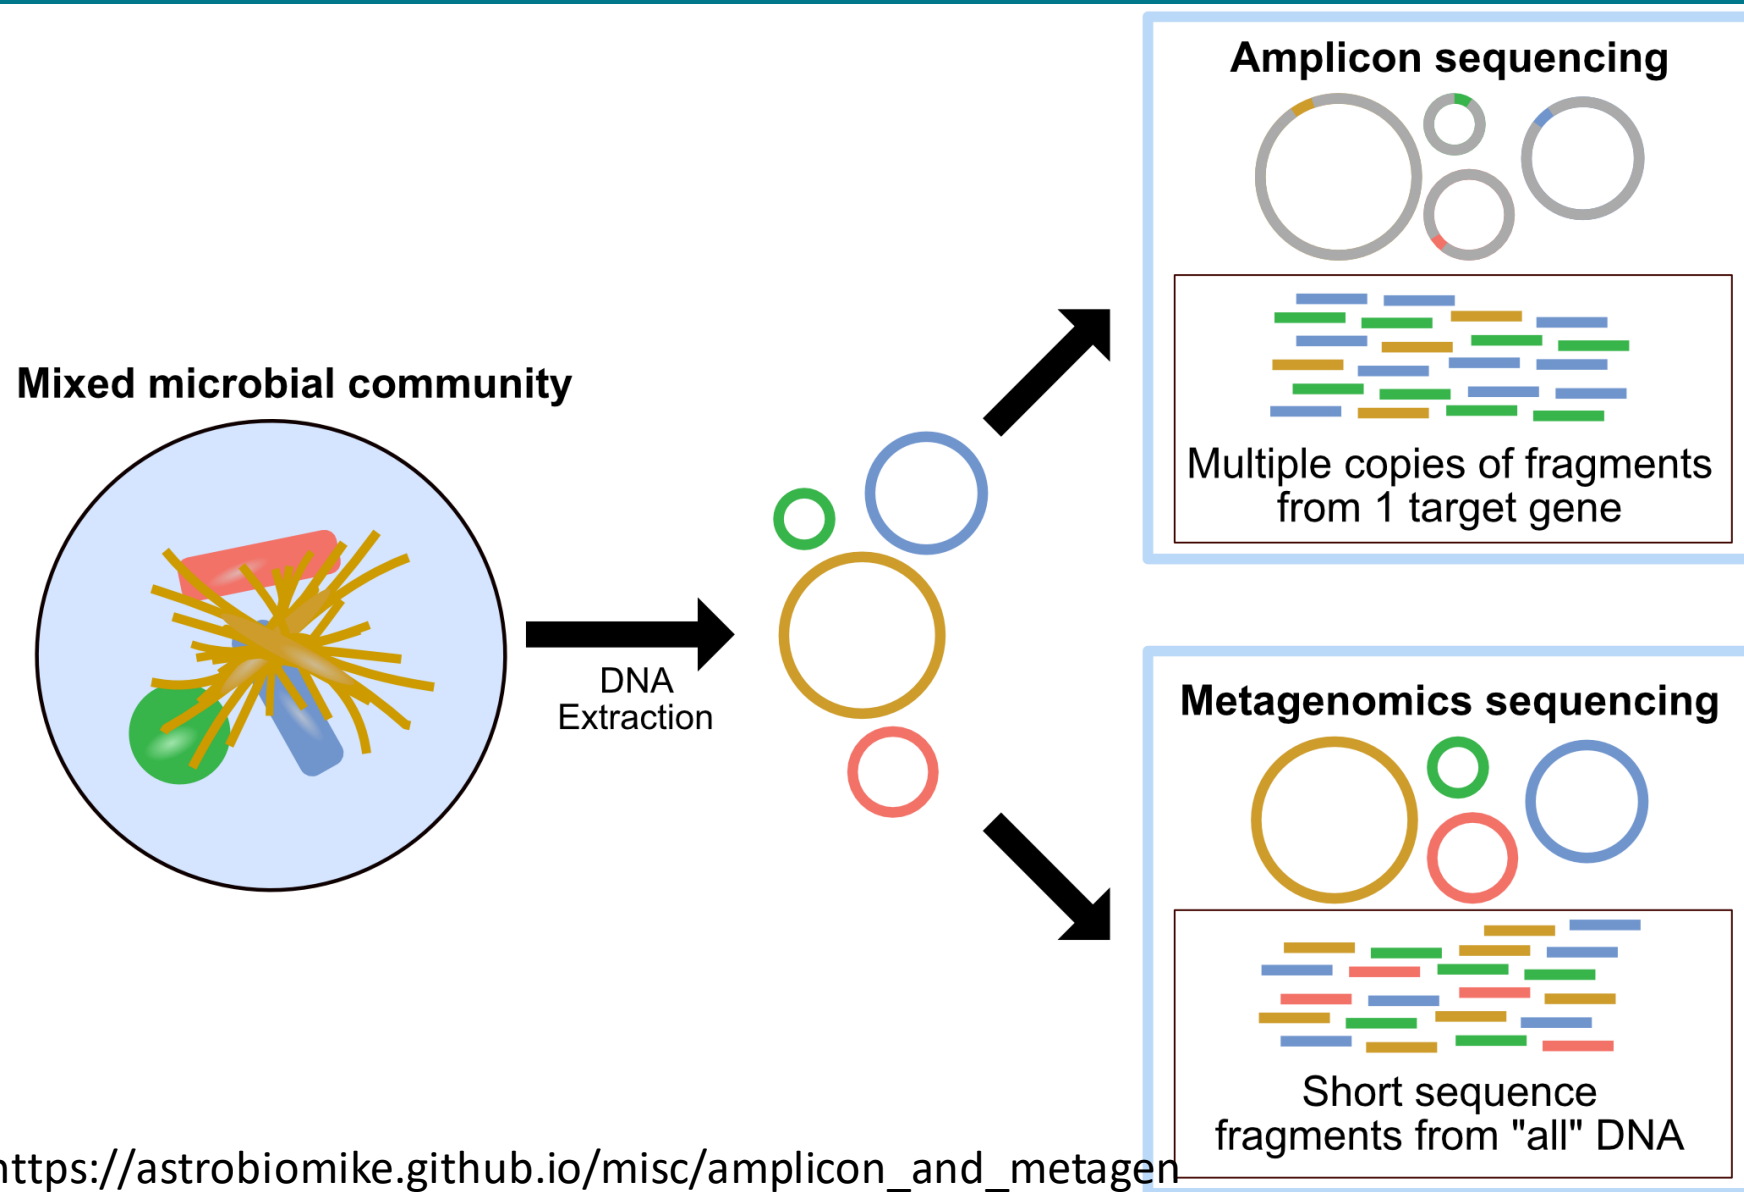 Amplicon sequencing
Multiple copies of fragments
from 1 target gene
Mixed microbial community
DNA
Extraction
Metagenomics sequencing
Short sequence
fragments from "all" DNA
https://astrobiomike.github.io/misc/amplicon_and_metagen